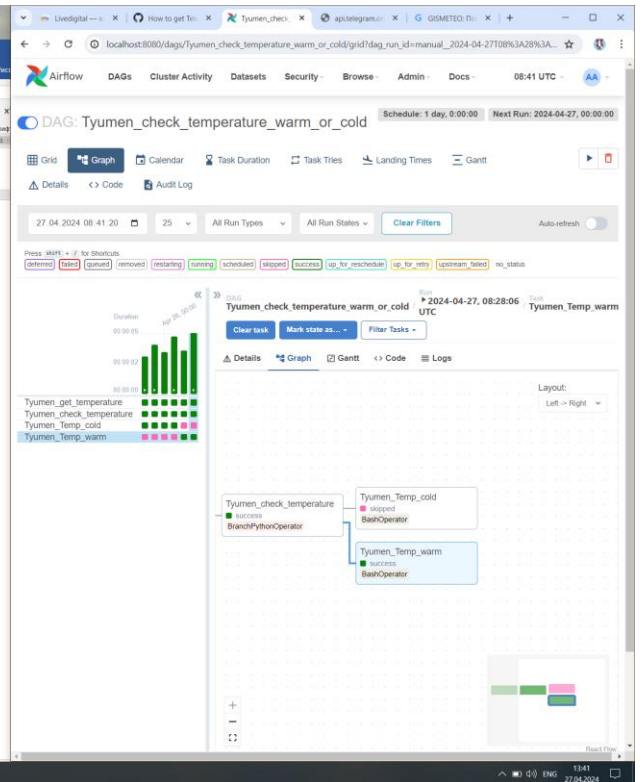 Livedigital —
How to get Tel
Tyumen_check_
api.telegram.or
GISMETEO: По
localhost:8080/dags/Tyumen_check_temperature_warm_or_cold/grid?dag_run_id=manual__2024-04-27T08%3A28%3A...
Airflow DAGs Cluster Activity Datasets Security Browse Admin Docs 08:41 UTC AA
DAG: Tyumen_check_temperature_warm_or_cold
Schedule: 1 day, 0:00:00 Next Run: 2024-04-27, 00:00:00
Grid Graph Calendar Task Duration Task Tries Landing Times Gantt
Details <> Code Audit Log
27.04.2024 08:41:20 25 All Run Types All Run States Clear Filters Auto-refresh
Press shift + / for Shortcuts
deferred failed queued removed restarting running scheduled skipped success up_for_reschedule up_for_retry upstream_failed no_status
Duration
Apr 26, 00:00
00:00:05
00:00:02
00:00:00
Tyumen_get_temperature
Tyumen_check_temperature
Tyumen_Temp_cold
Tyumen_Temp_warm
DAG
Tyumen_check_temperature_warm_or_cold
Run
2024-04-27, 08:28:06 UTC
Task
Tyumen_Temp_warm
Clear task Mark state as... Filter Tasks
Details Graph Gantt <> Code Logs
Layout:
Left -> Right
Tyumen_check_temperature
success
BranchPythonOperator
Tyumen_Temp_cold
skipped
BashOperator
Tyumen_Temp_warm
success
BashOperator
React Flow
ENG
13:41
27.04.2024